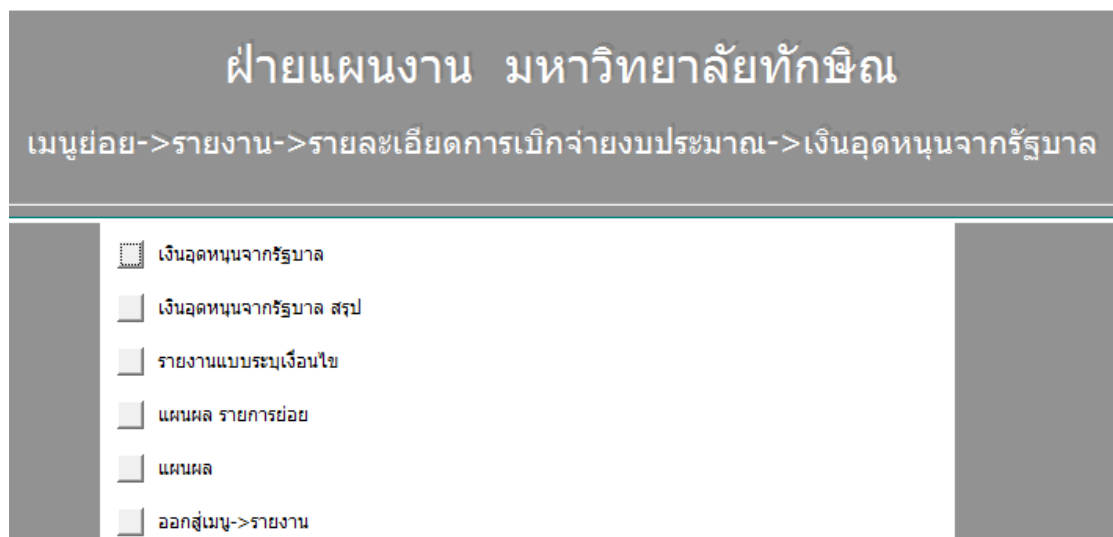 ฝ่ายแผนงาน มหาวิทยาลัยทักษิณ
เมนูย่อย->รายงาน->รายละเอียดการเบิกจ่ายงบประมาณ->เงินอุดหนุนจากรัฐบาล
เงินอุดหนุนจากรัฐบาล
เงินอุดหนุนจากรัฐบาล สรุป
รายงานแบบระบุเงื่อนไข
แผนผล รายการย่อย
แผนผล
ออกสู่เมนู->รายงาน